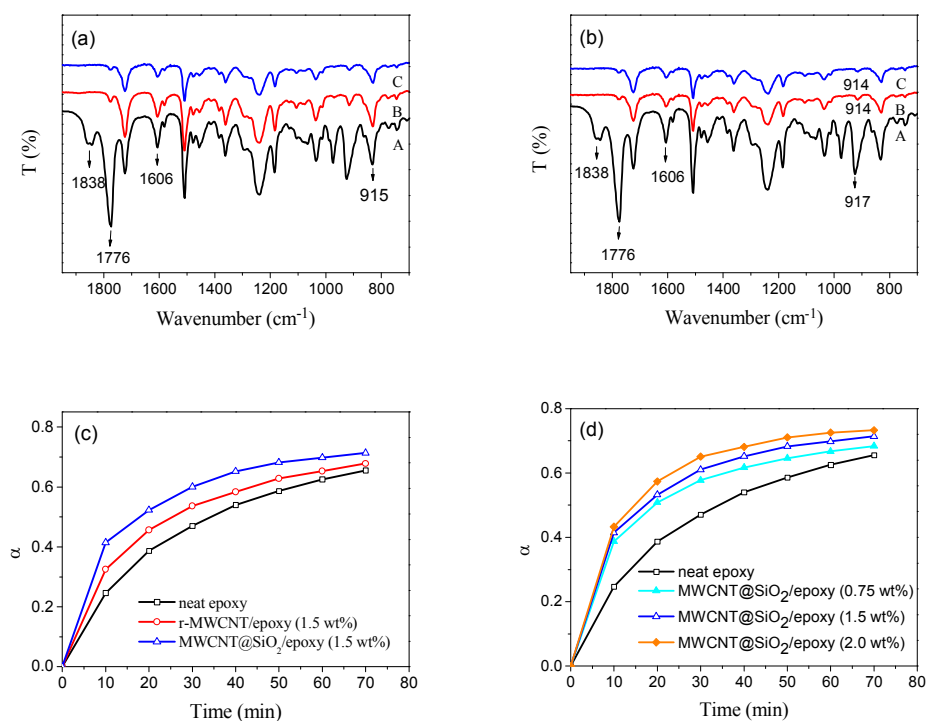 (a)
C
B
A
T (%)
1838
1606
915
1776
1800 1600 1400 1200 1000 800
Wavenumber (cm-1)
(b)
C
914
914
B
A
T (%)
1838
1606
917
1776
1800 1600 1400 1200 1000 800
Wavenumber (cm-1)
(c)
0.8
0.6
0.4
0.2
0.0
α
neat epoxy
r-MWCNT/epoxy (1.5 wt%)
MWCNT@SiO2/epoxy (1.5 wt%)
0 10 20 30 40 50 60 70 80
Time (min)
(d)
0.8
0.6
0.4
0.2
0.0
α
neat epoxy
MWCNT@SiO2/epoxy (0.75 wt%)
MWCNT@SiO2/epoxy (1.5 wt%)
MWCNT@SiO2/epoxy (2.0 wt%)
0 10 20 30 40 50 60 70 80
Time (min)